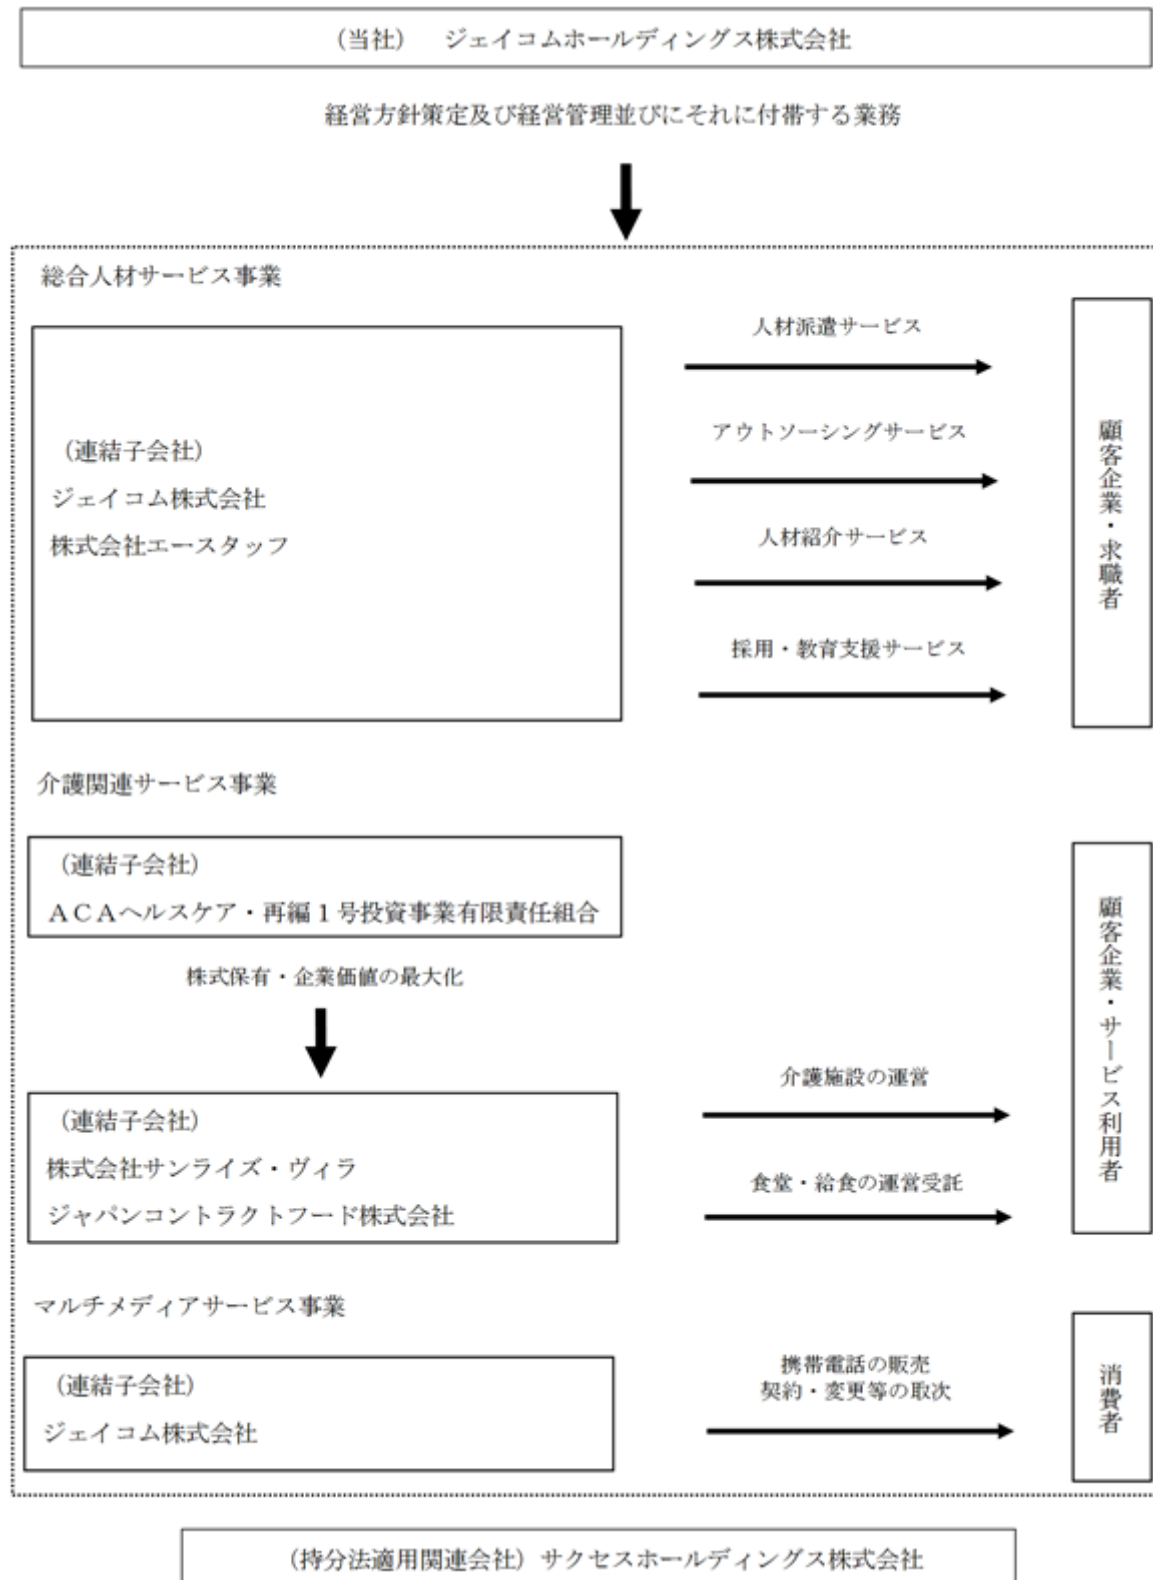 (当社)　ジェイコムホールディングス株式会社
経営方針策定及び経営管理並びにそれに付帯する業務
総合人材サービス事業
(連結子会社)
ジェイコム株式会社
株式会社エースタッフ
人材派遣サービス
アウトソーシングサービス
人材紹介サービス
採用・教育支援サービス
顧客企業・求職者
介護関連サービス事業
(連結子会社)
ＡＣＡヘルスケア・再編１号投資事業有限責任組合
株式保有・企業価値の最大化
(連結子会社)
株式会社サンライズ・ヴィラ
ジャパンコントラクトフード株式会社
介護施設の運営
食堂・給食の運営受託
顧客企業・サービス利用者
マルチメディアサービス事業
(連結子会社)
ジェイコム株式会社
携帯電話の販売
契約・変更等の取次
消費者
(持分法適用関連会社) サクセスホールディングス株式会社